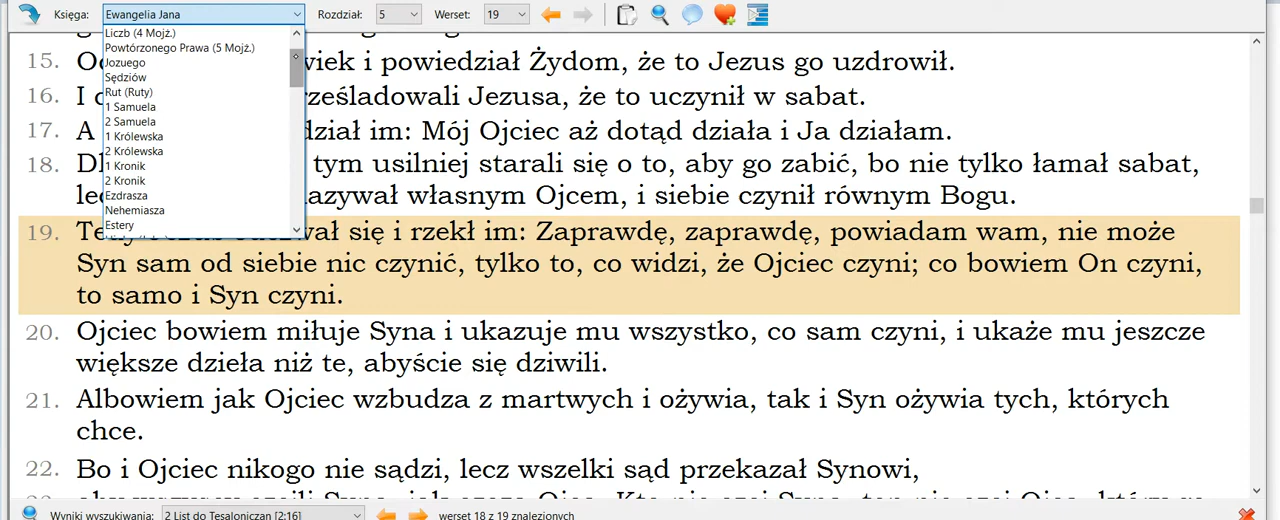 Księga: Ewangelia Jana Rozdział: 5 Werset: 19
Liczb (4 Mojż.)
Powtórzonego Prawa (5 Mojż.)
Jozuego
Sędziów
Rut (Ruty)
1 Samuela
2 Samuela
1 Królewska
2 Królewska
1 Kronik
2 Kronik
Ezdrasza
Nehemiasza
Estery
15. i powiedział Żydom, że to Jezus go uzdrowił.
16. I Jezusa, że to uczynił w sabat.
17. A im: Mój Ojciec aż dotąd działa i Ja działam.
18. tym usilniej starali się o to, aby go zabić, bo nie tylko łamał sabat,
własnym Ojcem, i siebie czynił równym Bogu.
19. się i rzekł im: Zaprawdę, zaprawdę, powiadam wam, nie może
Syn sam od siebie nic czynić, tylko to, co widzi, że Ojciec czyni; co bowiem On czyni,
to samo i Syn czyni.
20. Ojciec bowiem miłuje Syna i ukazuje mu wszystko, co sam czyni, i ukaże mu jeszcze
większe dzieła niż te, abyście się dziwili.
21. Albowiem jak Ojciec wzbudza z martwych i ożywia, tak i Syn ożywia tych, których
chce.
22. Bo i Ojciec nikogo nie sądzi, lecz wszelki sąd przekazał Synowi,
Wyniki wyszukiwania: 2 List do Tesaloniczan [2:16] werset 18 z 19 znalezionych